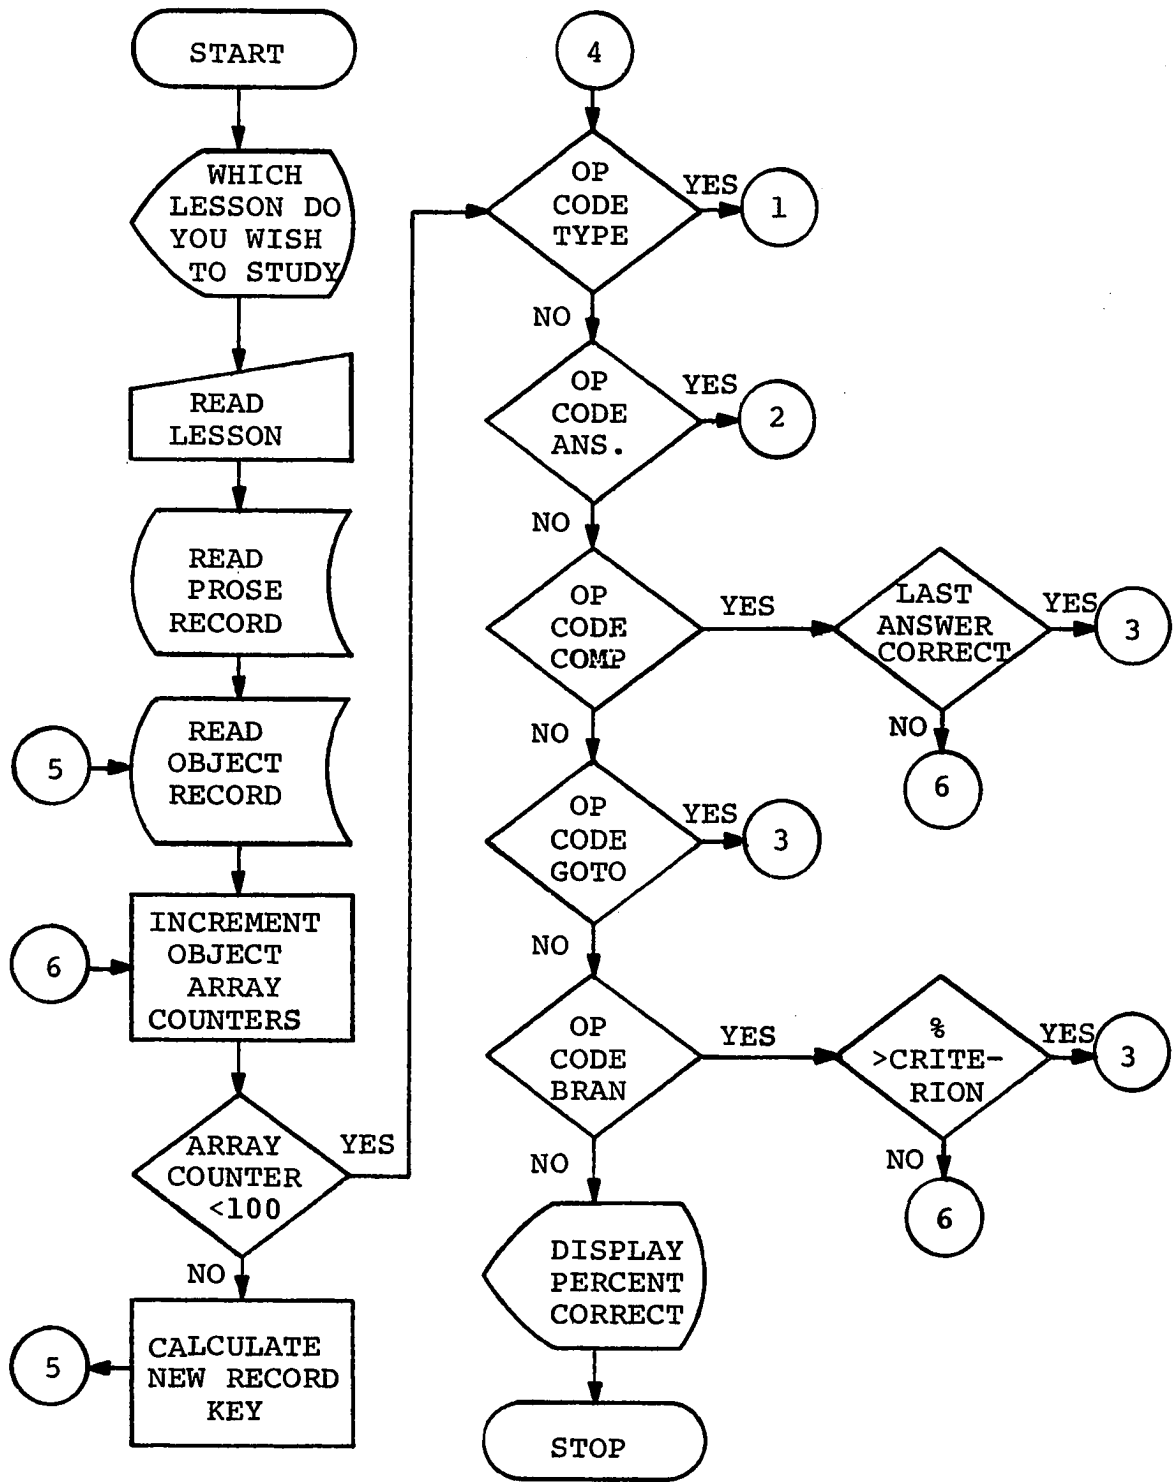 START
WHICH
LESSON DO
YOU WISH
TO STUDY
READ
LESSON
READ
PROSE
RECORD
5
READ
OBJECT
RECORD
6
INCREMENT
OBJECT
ARRAY
COUNTERS
ARRAY
COUNTER
<100
YES
NO
5
CALCULATE
NEW RECORD
KEY
4
OP
CODE
TYPE
YES
1
NO
OP
CODE
ANS.
YES
2
NO
OP
CODE
COMP
YES
LAST
ANSWER
CORRECT
YES
3
NO
6
NO
OP
CODE
GOTO
YES
3
NO
OP
CODE
BRAN
YES
%
>CRITE-
RION
YES
3
NO
6
NO
DISPLAY
PERCENT
CORRECT
STOP